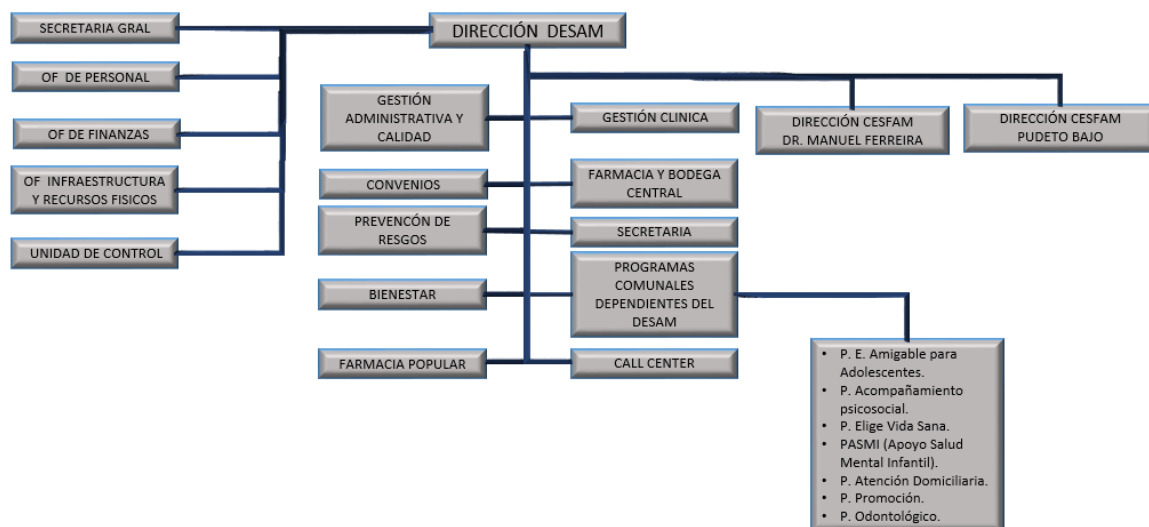 DIRECCIÓN  DESAM
SECRETARIA GRAL
OF  DE PERSONAL
OF DE FINANZAS
OF  INFRAESTRUCTURA
Y RECURSOS FISICOS
UNIDAD DE CONTROL
GESTIÓN
ADMINISTRATIVA Y
CALIDAD
CONVENIOS
PREVENCÓN DE
RESGOS
BIENESTAR
FARMACIA POPULAR
GESTIÓN CLINICA
FARMACIA Y BODEGA
CENTRAL
SECRETARIA
PROGRAMAS
COMUNALES
DEPENDIENTES DEL
DESAM
CALL CENTER
DIRECCIÓN CESFAM
DR. MANUEL FERREIRA
DIRECCIÓN CESFAM
PUDETO BAJO
• P. E. Amigable para
Adolescentes.
• P. Acompañamiento
psicosocial.
• P. Elige Vida Sana.
• PASMI (Apoyo Salud
Mental Infantil).
• P. Atención Domiciliaria.
• P. Promoción.
• P. Odontológico.